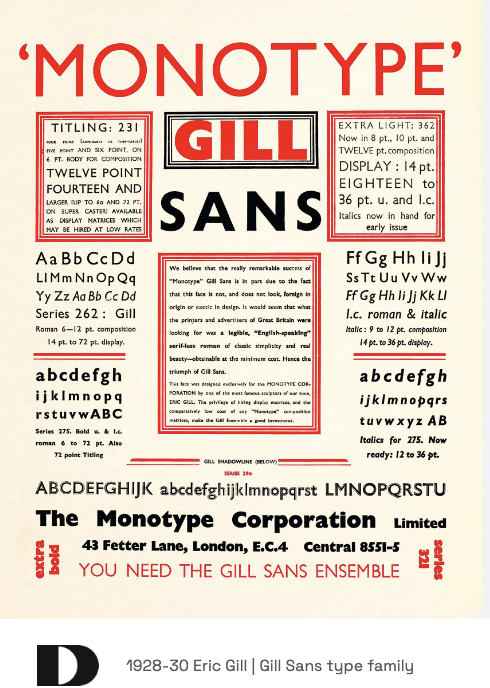 ‘MONOTYPE’
TITLING: 231
FOUR POINT (AVAILABLE IN TIME-TABLE)
FIVE POINT AND SIX POINT, ON
6 PT. BODY FOR COMPOSITION
TWELVE POINT
FOURTEEN AND
LARGER (UP TO 60 AND 72 PT.
ON SUPER CASTER) AVAILABLE
AS DISPLAY MATRICES WHICH
MAY BE HIRED AT LOW RATES
GILL
SANS
EXTRA LIGHT: 362
Now in 8 pt., 10 pt. and
TWELVE pt. composition
DISPLAY : 14 pt.
EIGHTEEN to
36 pt. u. and l.c.
Italics now in hand for
early issue
Aa Bb Cc Dd
Ll Mm Nn Op Qq
Yy Zz Aa Bb Cc Dd
Series 262 : Gill
Roman 6—12 pt. composition
14 pt. to 72 pt. display.
abcdefgh
ijklmnopq
rstuvwABC
Series 275. Bold u. & l.c.
roman 6 to 72 pt. Also
72 point Titling
We believe that the really remarkable success of
"Monotype" Gill Sans is in part due to the fact
that this face is not, and does not look, foreign in
origin or exotic in design. It would seem that what
the printers and advertisers of Great Britain were
looking for was a legible, "English-speaking"
serif-less roman of classic simplicity and real
beauty—obtainable at the minimum cost. Hence the
triumph of Gill Sans.
This face was designed exclusively for the MONOTYPE COR-
PORATION by one of the most famous sculptors of our time,
ERIC GILL. The privilege of hiring display matrices, and the
comparatively low cost of any "Monotype" composition
matrices, make the Gill Ensemble a good investment.
Ff Gg Hh Ii Jj
Ss Tt Uu Vv Ww
Ff Gg Hh Ii Jj Kk Ll
l.c. roman & italic
Italic : 9 to 12 pt. composition
14 pt. to 36 pt. display.
abcdefgh
ijklmnopqrs
tuvwxyz AB
Italics for 275. Now
ready: 12 to 36 pt.
GILL SHADOWLINE (BELOW)
SERIES 290
ABCDEFGHIJK abcdefghijklmnopqrst LMNOPQRSTU
The Monotype Corporation Limited
extra bold
43 Fetter Lane, London, E.C.4 Central 8551-5
series 321
YOU NEED THE GILL SANS ENSEMBLE
D
1928-30 Eric Gill | Gill Sans type family